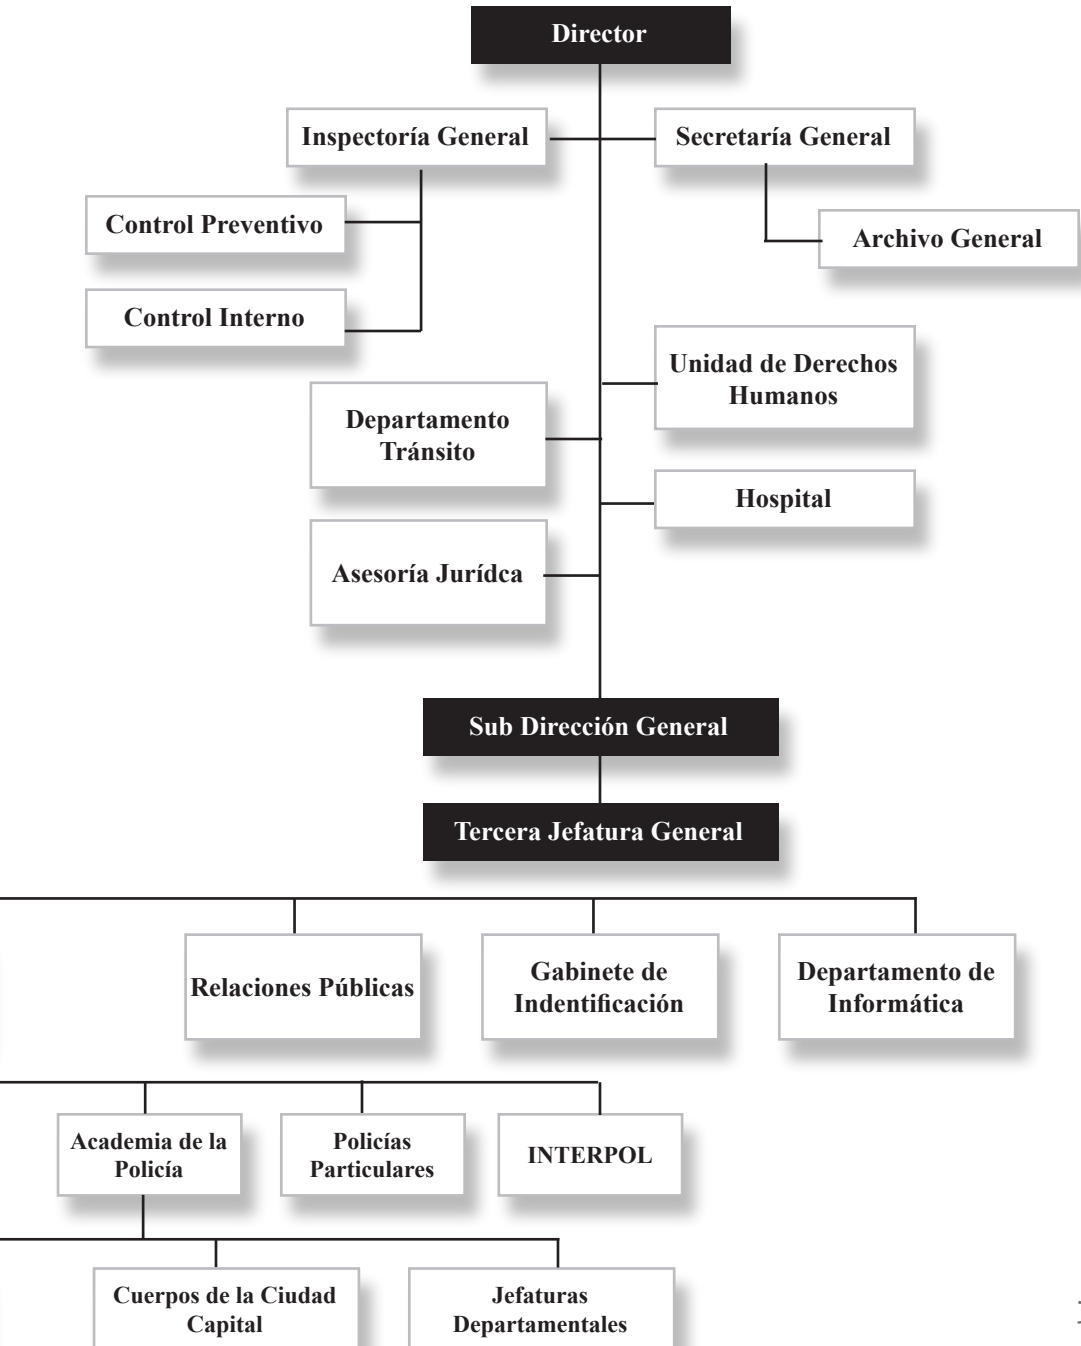 Director
Inspectoría General
Secretaría General
Control Preventivo
Archivo General
Control Interno
Unidad de Derechos
Humanos
Departamento
Tránsito
Hospital
Asesoría Jurídca
Sub Dirección General
Tercera Jefatura General
Relaciones Públicas
Gabinete de
Indentificación
Departamento de
Informática
Academia de la
Policía
Policías
Particulares
INTERPOL
Cuerpos de la Ciudad
Capital
Jefaturas
Departamentales